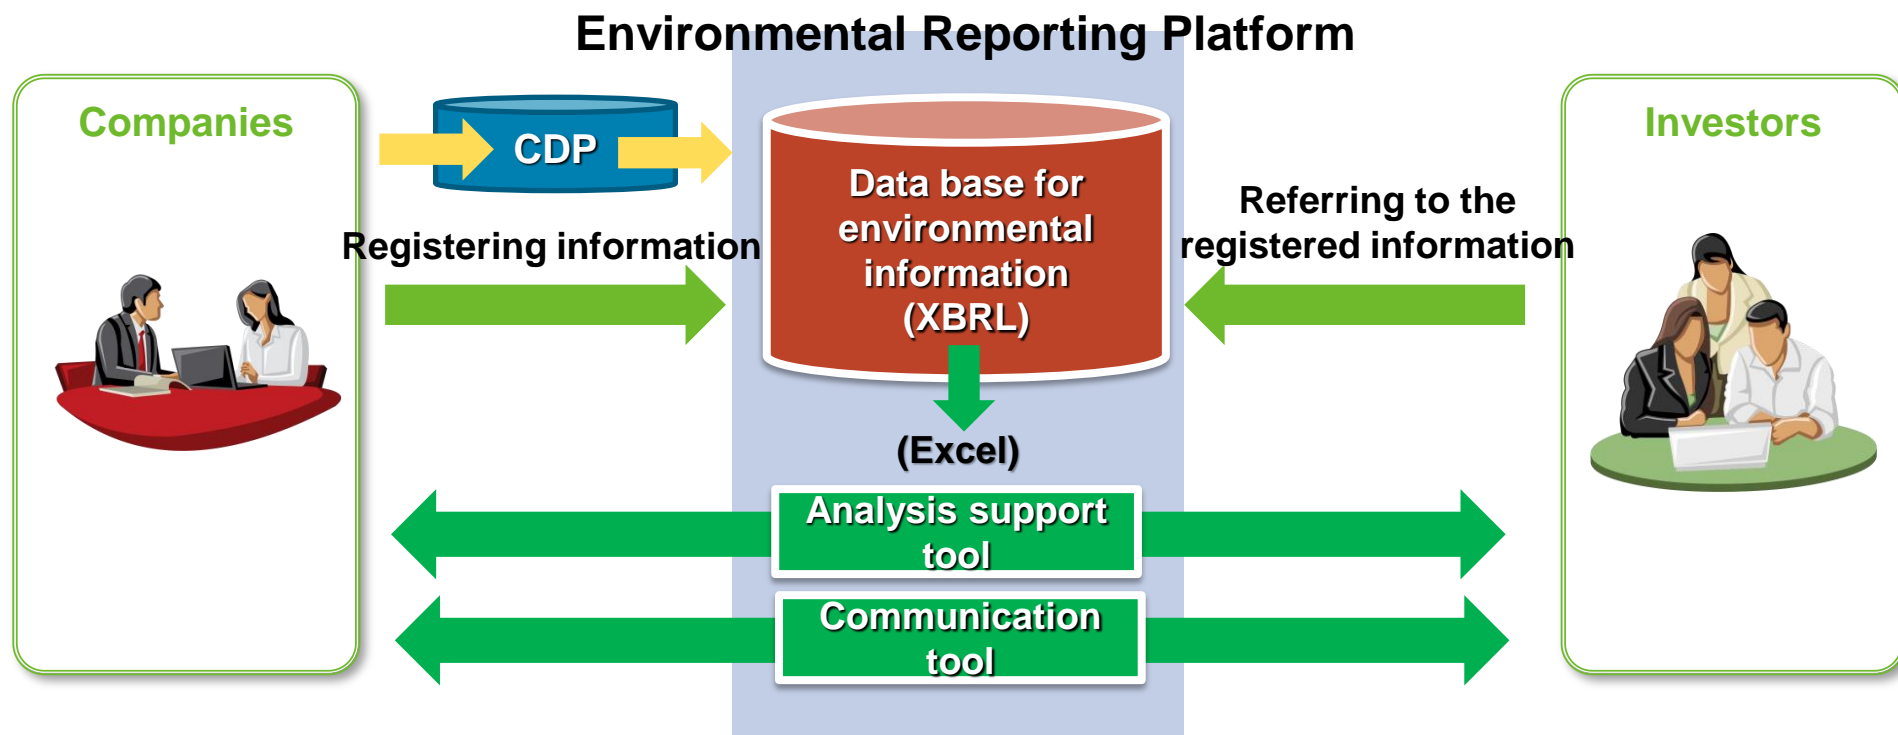 Environmental Reporting Platform
Companies
CDP
Registering information
Data base for
environmental
information
(XBRL)
Referring to the
registered information
Investors
(Excel)
Analysis support
tool
Communication
tool